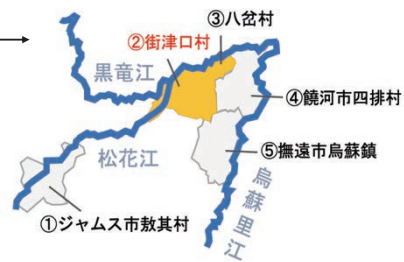 ③八岔村
②街津口村
黒竜江
④饒河市四排村
松花江
⑤撫遠市烏蘇鎮
烏蘇里江
①ジャムス市敖其村